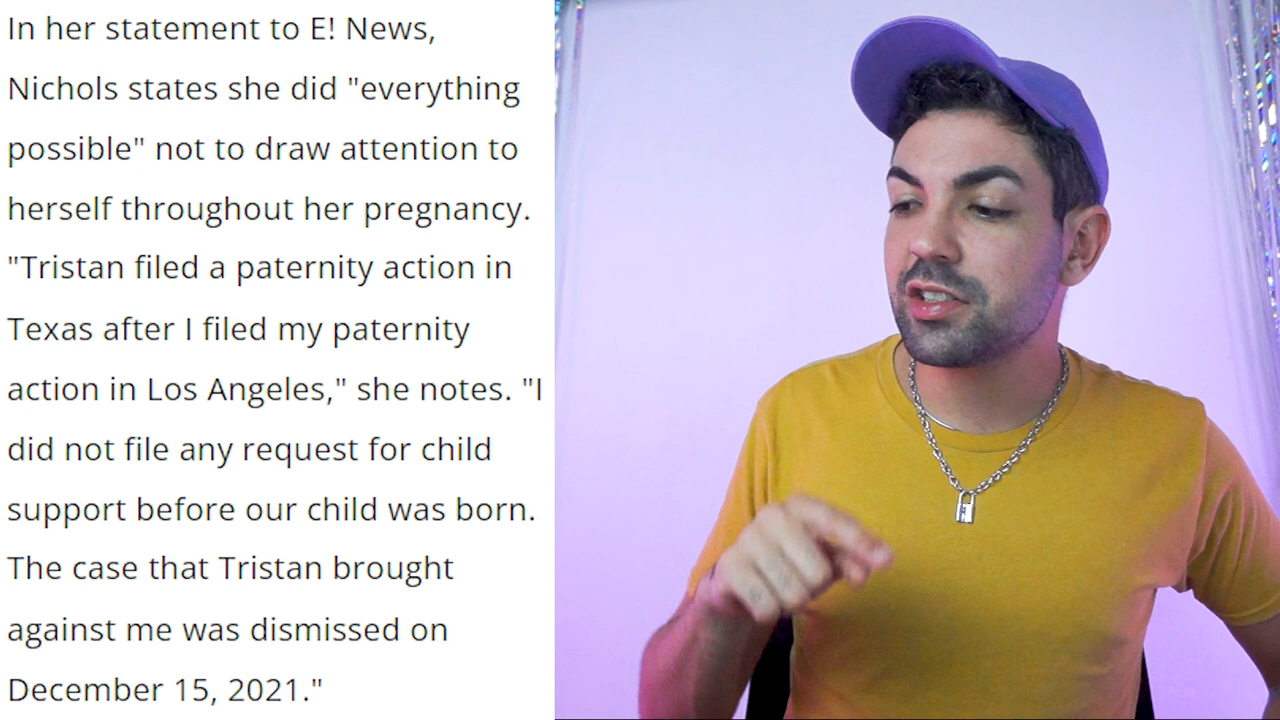 In her statement to E! News,
Nichols states she did "everything
possible" not to draw attention to
herself throughout her pregnancy.
"Tristan filed a paternity action in
Texas after I filed my paternity
action in Los Angeles," she notes. "I
did not file any request for child
support before our child was born.
The case that Tristan brought
against me was dismissed on
December 15, 2021."